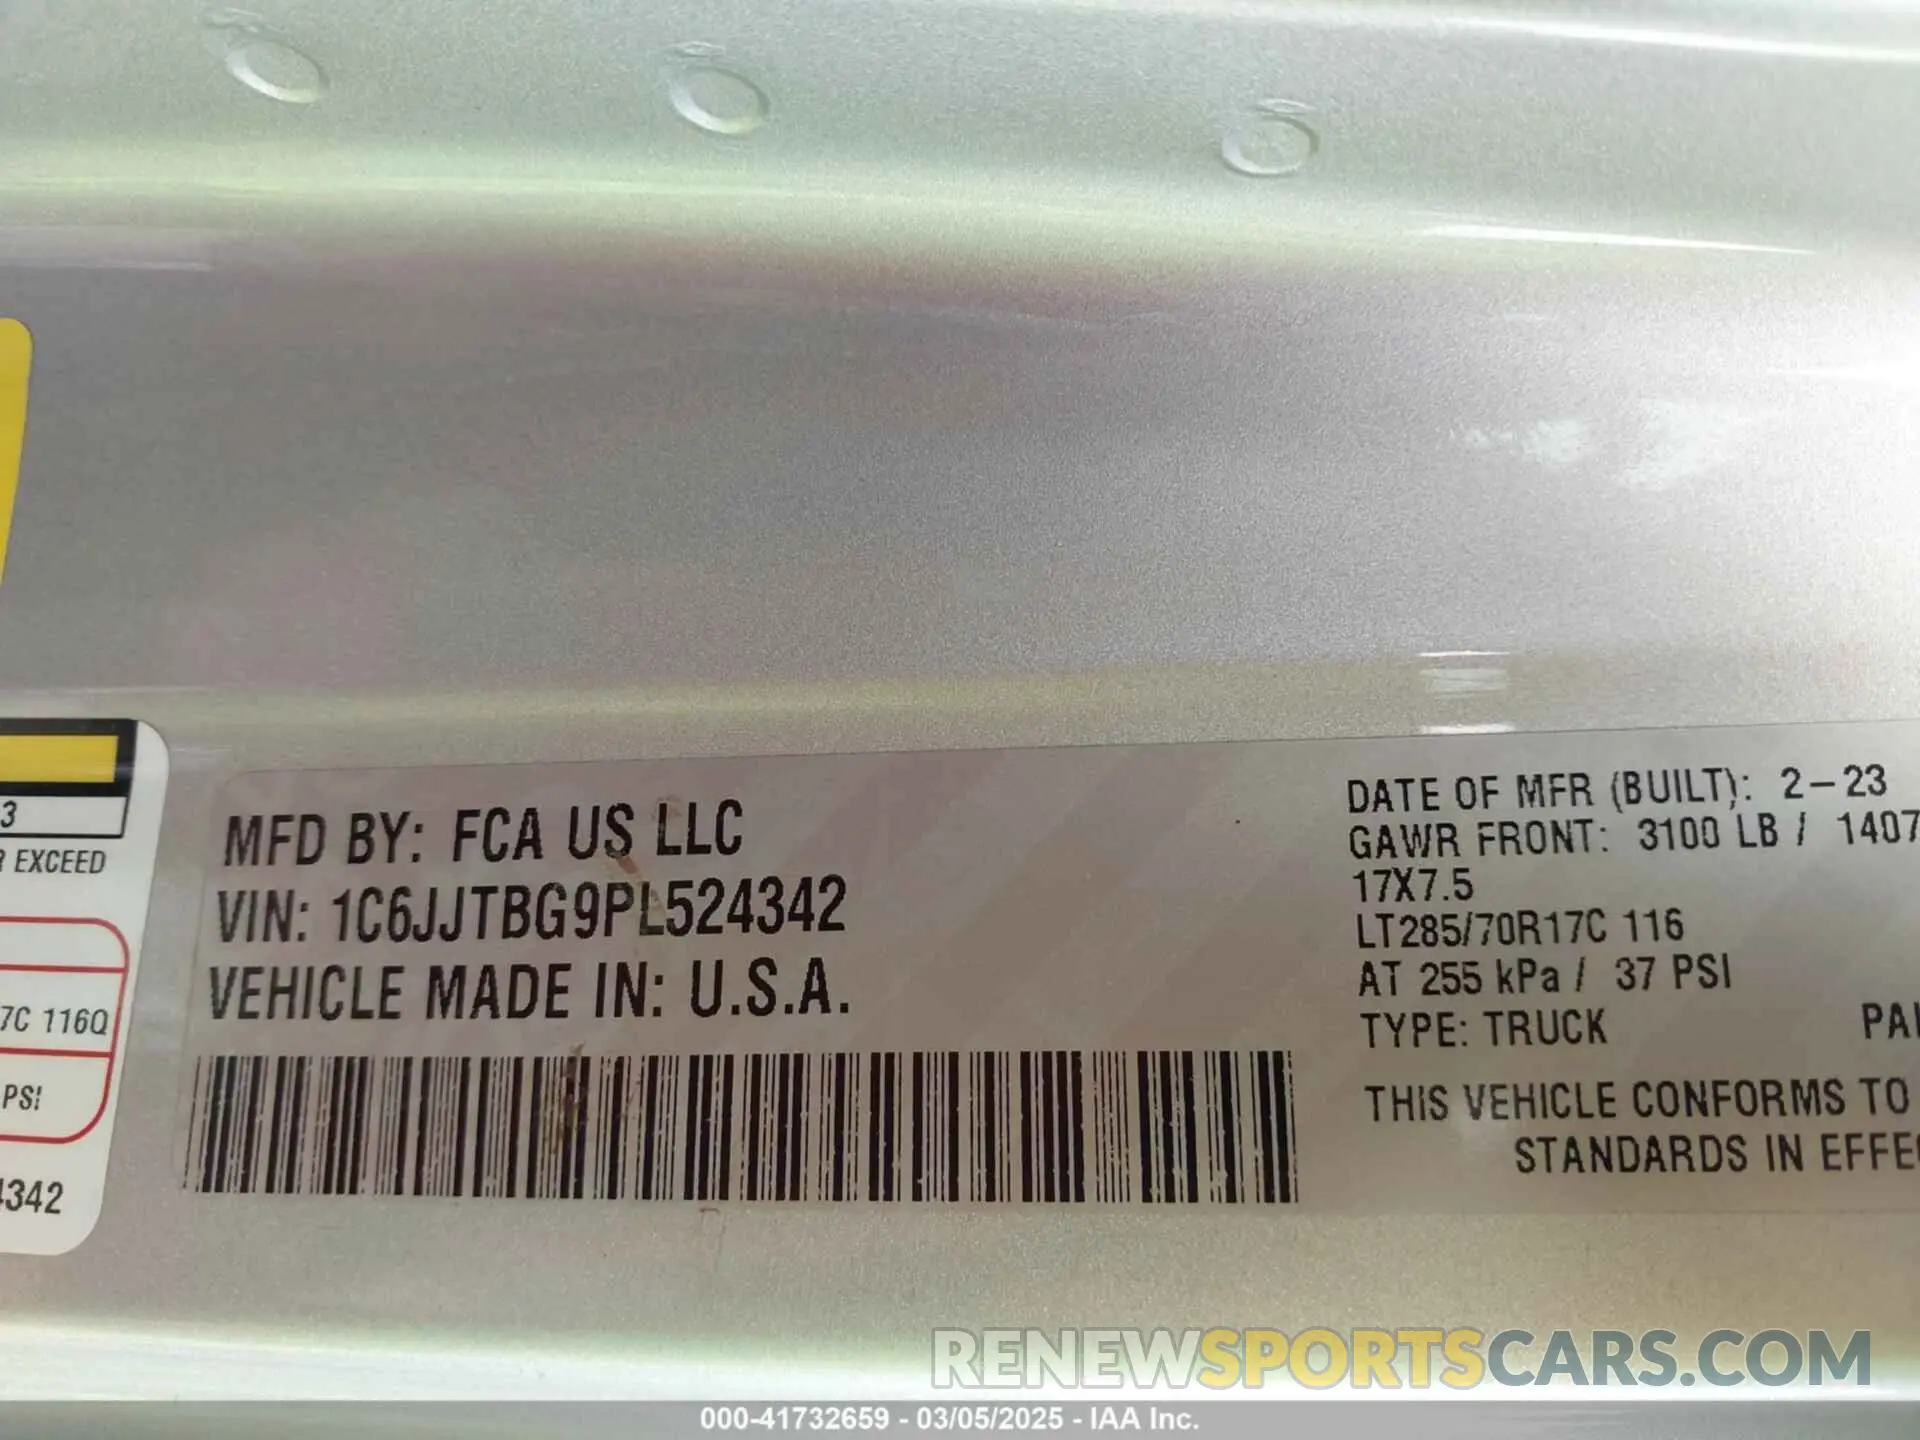 3
R EXCEED
7C 116Q
PSI
4342
MFD BY: FCA US LLC
VIN: 1C6JJTBG9PL524342
VEHICLE MADE IN: U.S.A.
DATE OF MFR (BUILT): 2-23
GAWR FRONT: 3100 LB / 1407
17X7.5
LT285/70R17C 116
AT 255 kPa / 37 PSI
TYPE: TRUCK PAI
THIS VEHICLE CONFORMS TO
STANDARDS IN EFFE
RENEWSPORTSCARS.COM
000-41732659 - 03/05/2025 - IAA Inc.